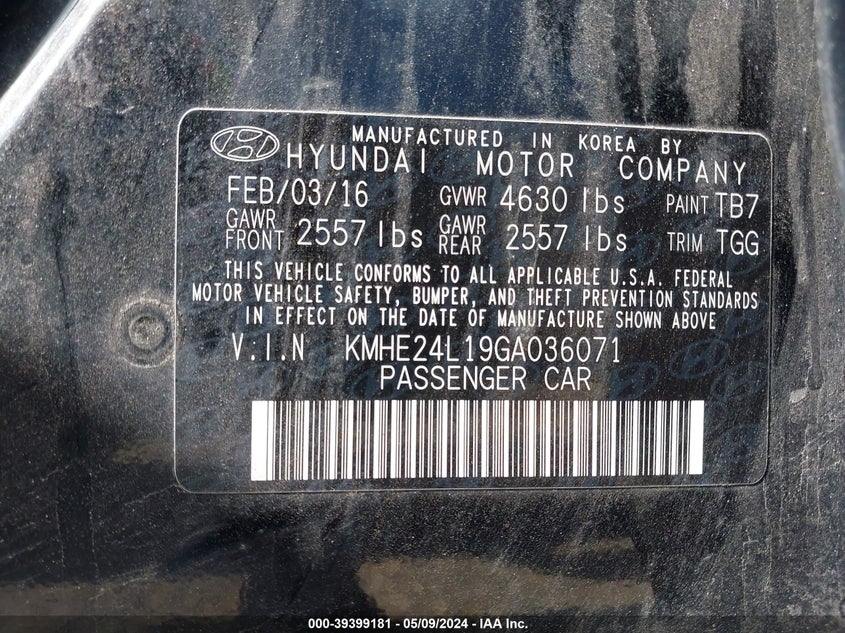 MANUFACTURED IN KOREA BY
HYUNDAI MOTOR COMPANY
FEB/03/16 GVWR 4630 lbs PAINT TB7
GAWR FRONT 2557 lbs GAWR REAR 2557 lbs TRIM TGG
THIS VEHICLE CONFORMS TO ALL APPLICABLE U.S.A. FEDERAL
MOTOR VEHICLE SAFETY, BUMPER, AND THEFT PREVENTION STANDARDS
IN EFFECT ON THE DATE OF MANUFACTURE SHOWN ABOVE
V:I.N KMHE24L19GA036071
PASSENGER CAR
000-39399181 - 05/09/2024 - IAA Inc.